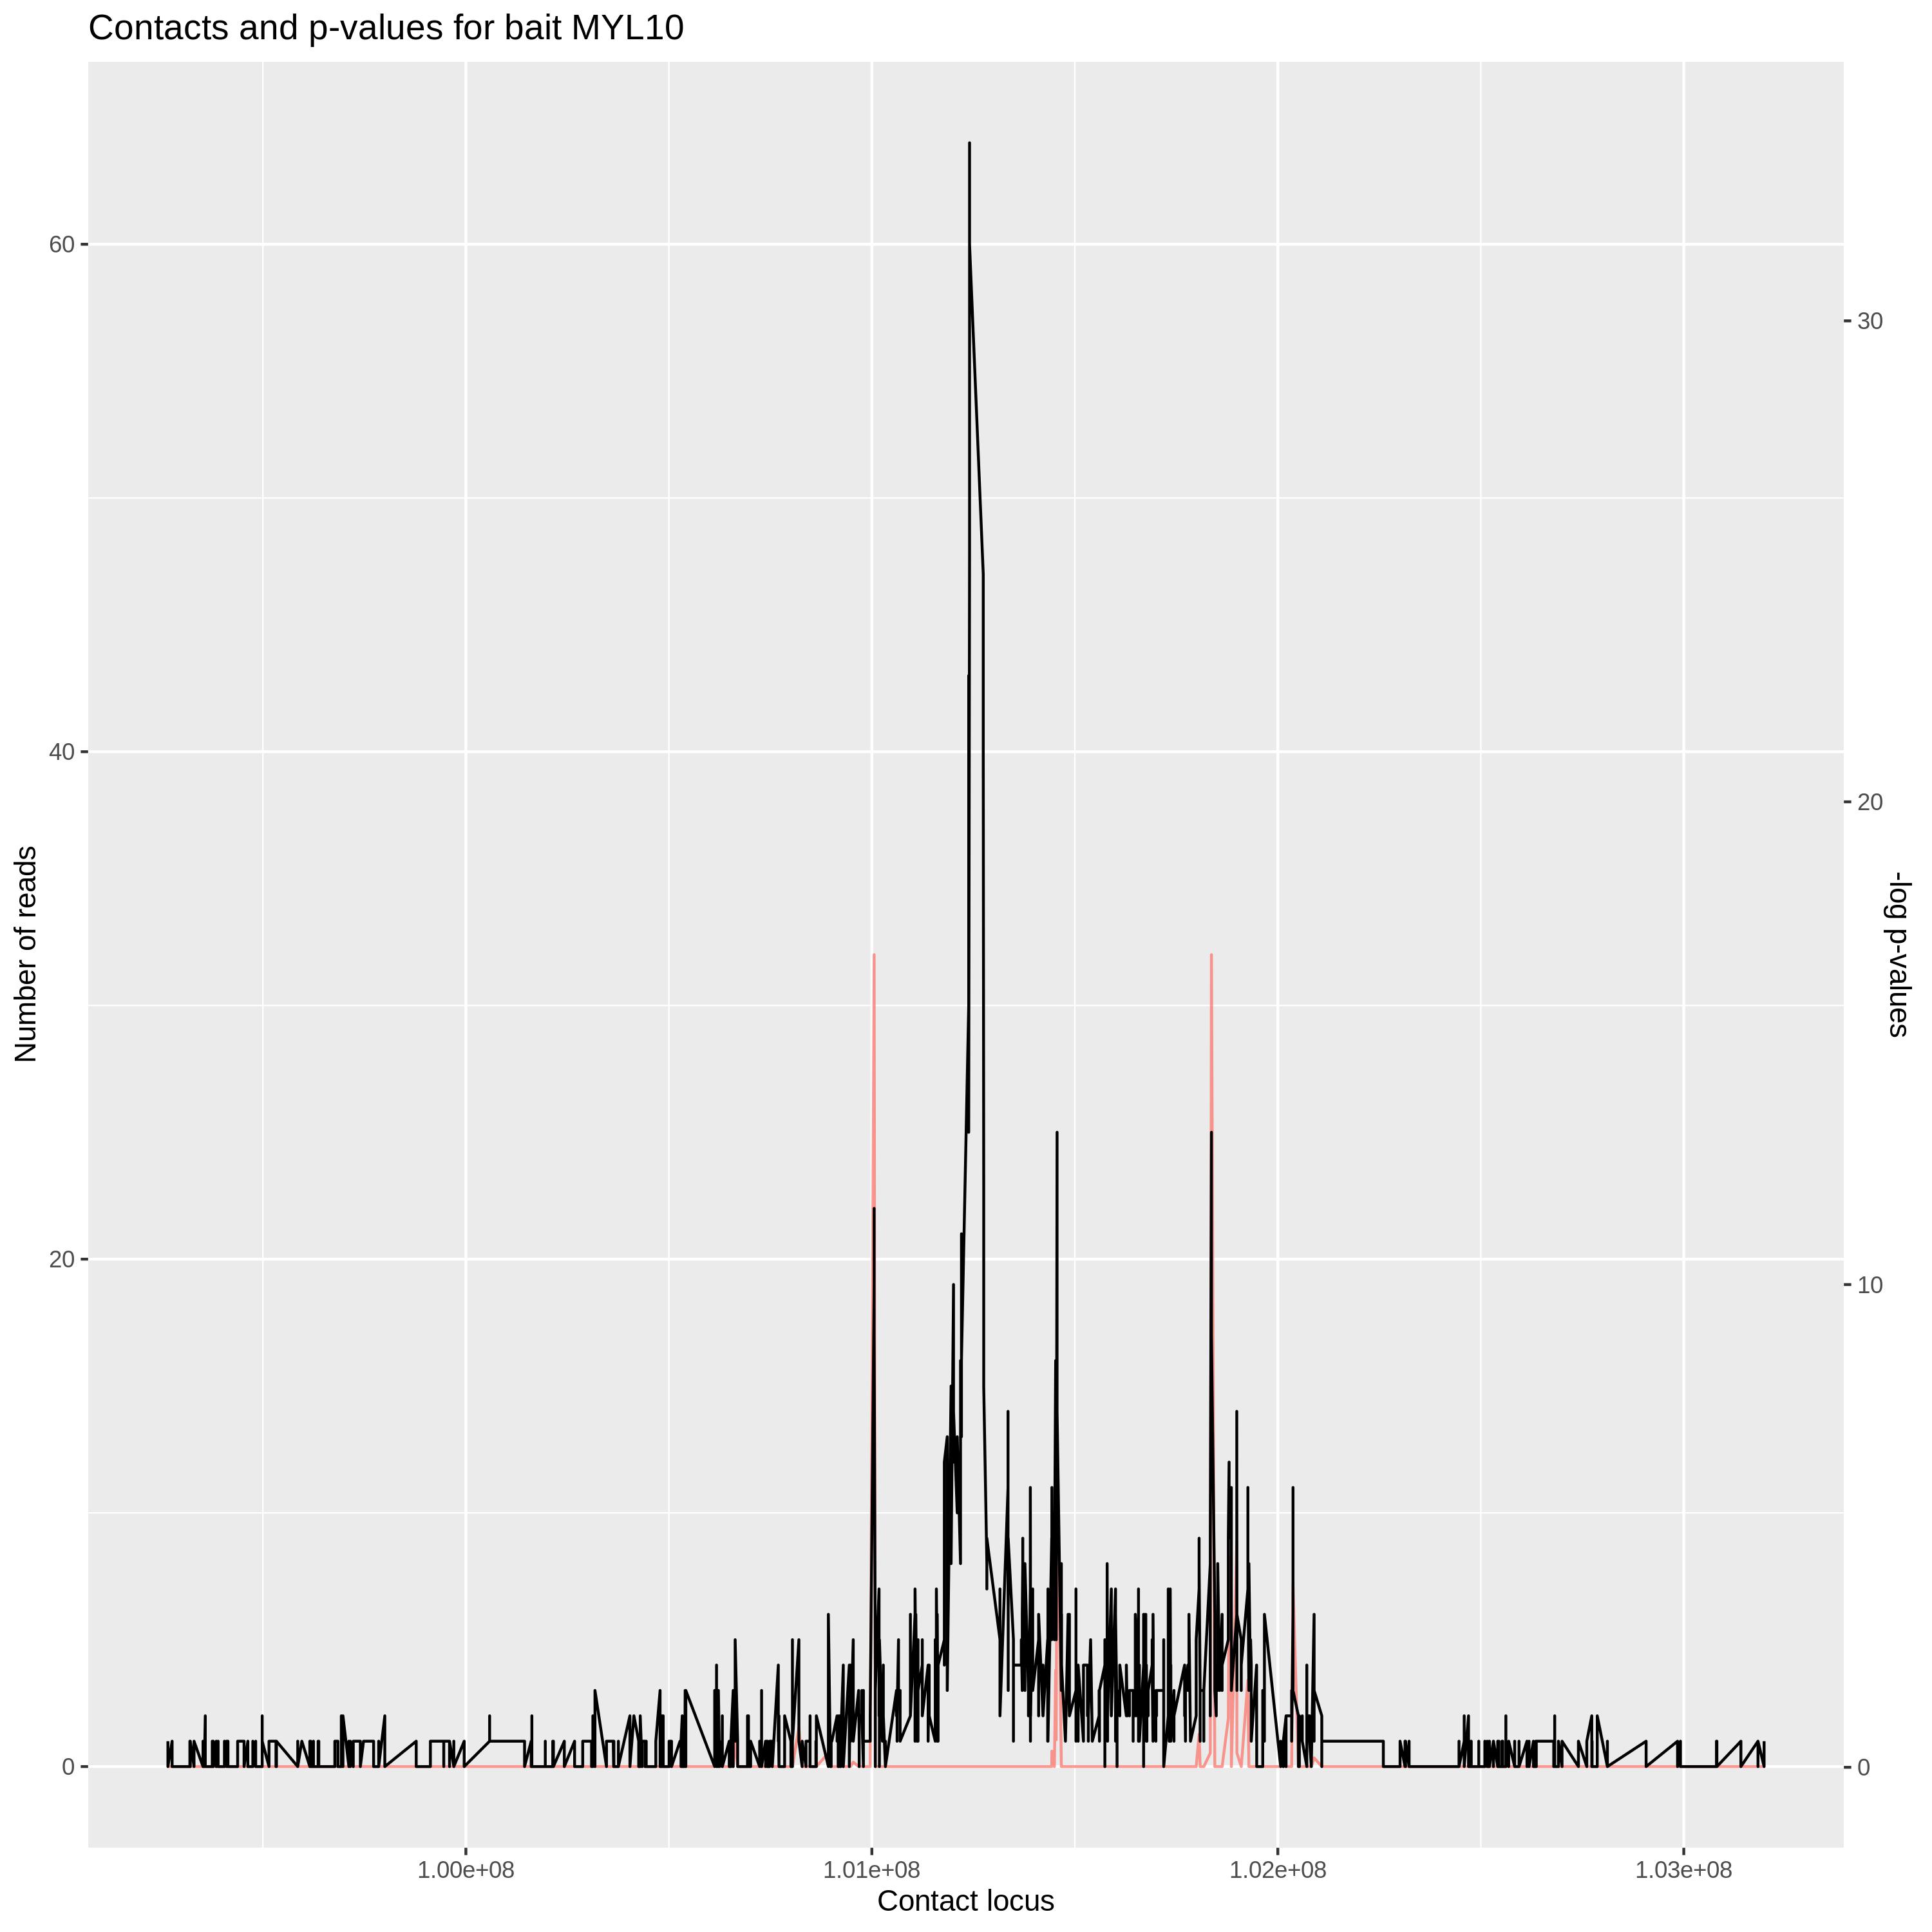 Contacts and p-values for bait MYL10
60
40
20
0
Number of reads
30
20
10
0
-log p-values
1.00e+08
1.01e+08
1.02e+08
1.03e+08
Contact locus